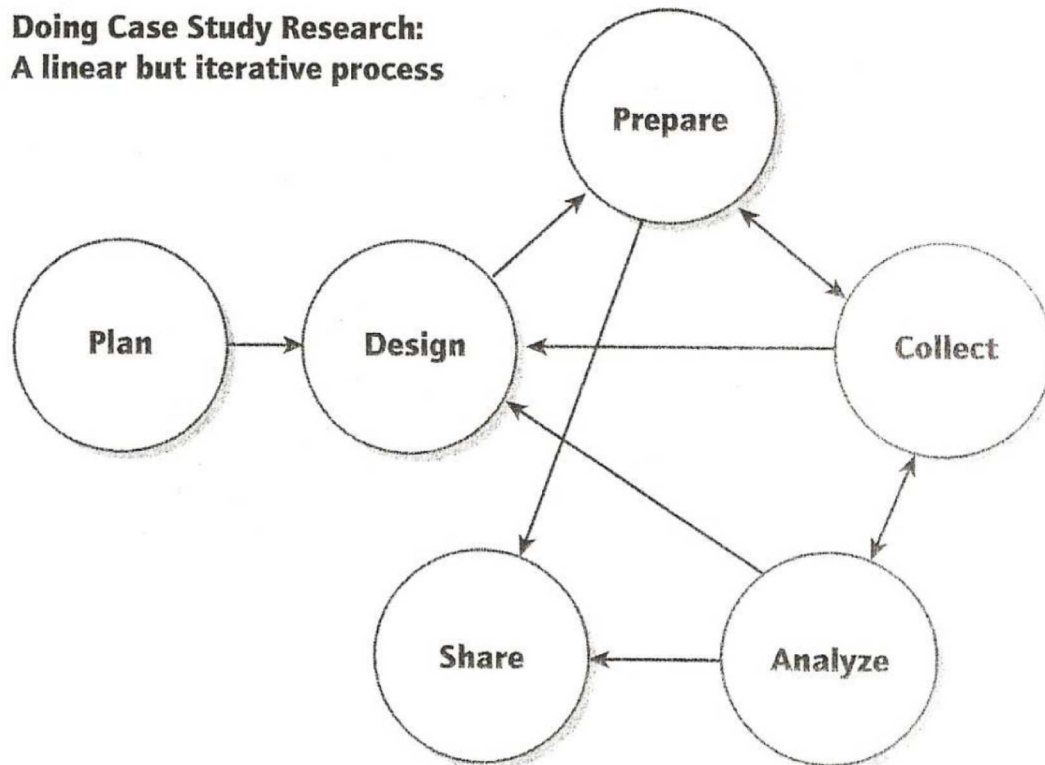 Doing Case Study Research:
A linear but iterative process
Prepare
Plan
Design
Collect
Share
Analyze